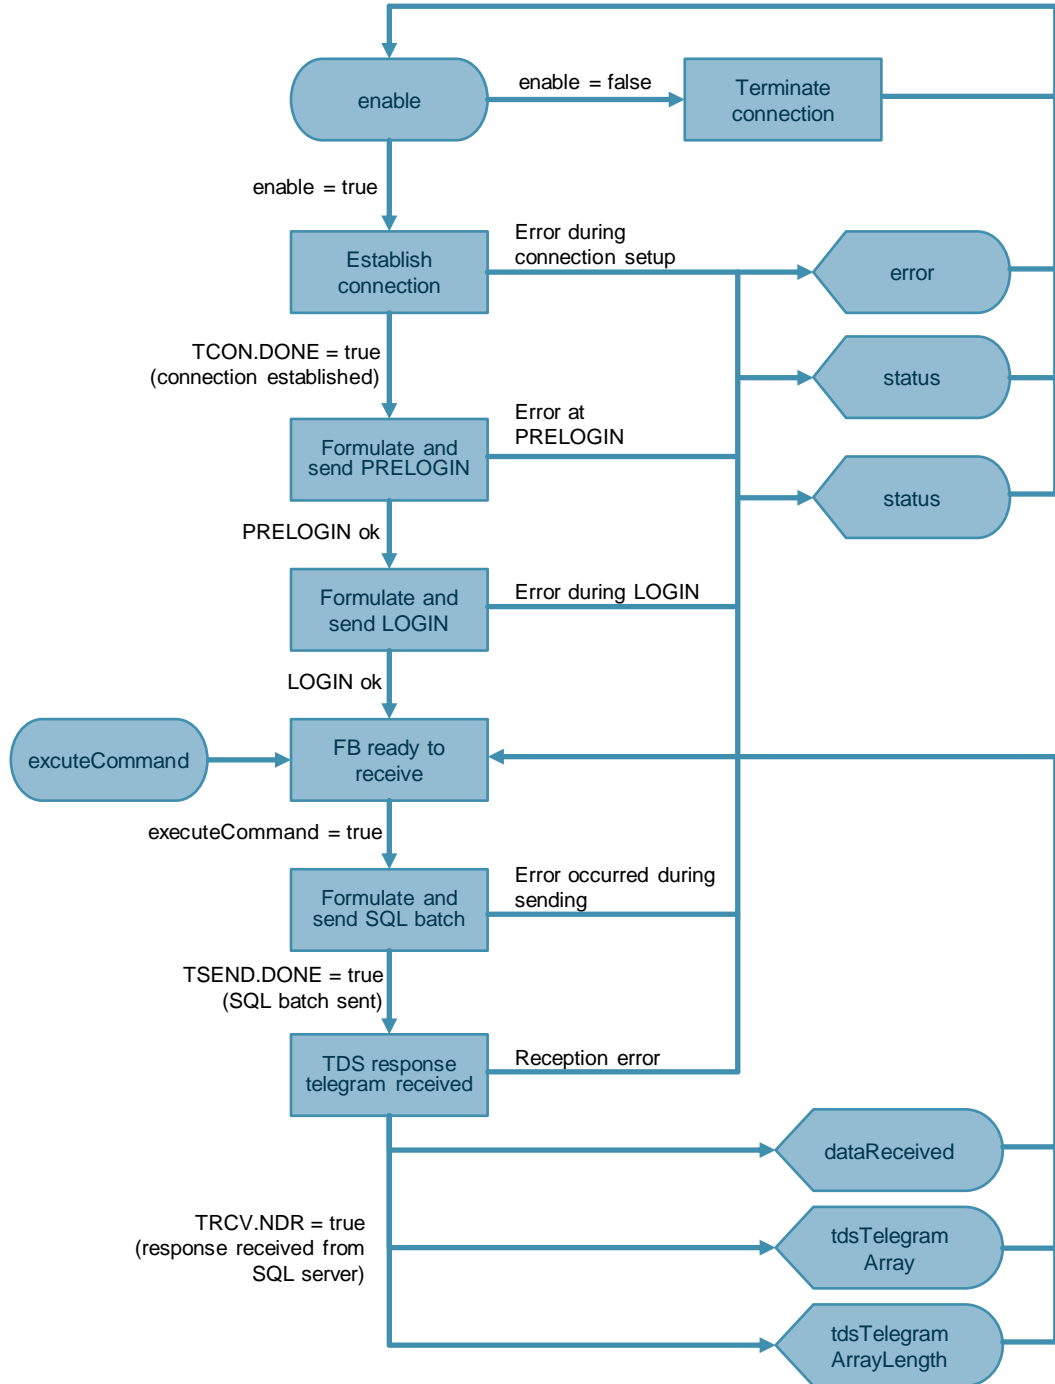 enable
enable = false
Terminate
connection
enable = true
Establish
connection
Error during
connection setup
error
TCON.DONE = true
(connection established)
status
Formulate and
send PRELOGIN
Error at
PRELOGIN
status
PRELOGIN ok
Formulate and
send LOGIN
Error during LOGIN
LOGIN ok
excuteCommand
FB ready to
receive
executeCommand = true
Formulate and
send SQL batch
Error occurred during
sending
TSEND.DONE = true
(SQL batch sent)
TDS response
telegram received
Reception error
dataReceived
TRCV.NDR = true
(response received from
SQL server)
tdsTelegram
Array
tdsTelegram
ArrayLength